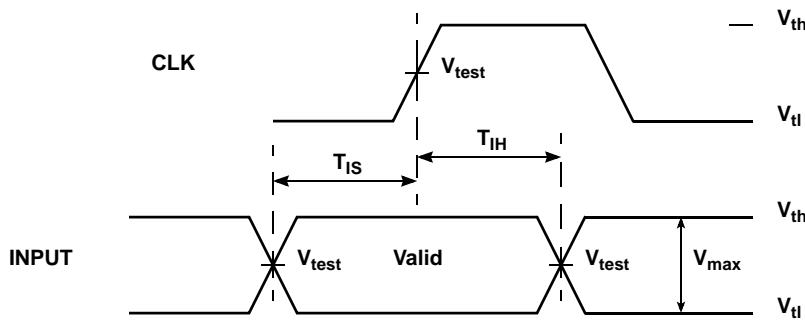 V_th
CLK
V_test
V_tl
T_IH
T_IS
V_th
INPUT
V_test
Valid
V_test
V_max
V_tl